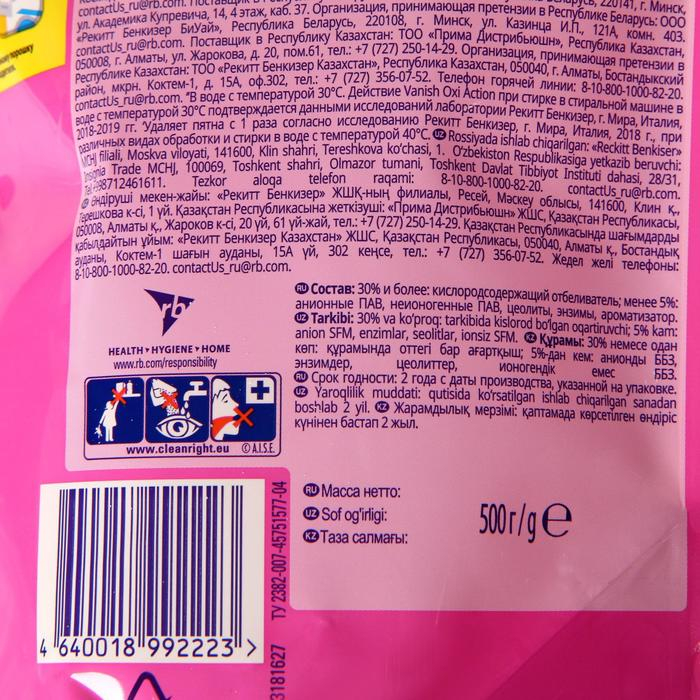 contactUs_ru@rb.com. Поставщик в Республику
220141, г. Минск,
ул. Академика Купревича, 14, 4 этаж, каб. 37. Организация, принимающая претензии в Республике Беларусь: ООО
«Рекитт Бенкизер БиУай», Республика Беларусь, 220108, г. Минск, ул. Казинца И.П., 121А, комн. 403.
contactUs_ru@rb.com. Поставщик в Республику Казахстан: ТОО «Прима Дистрибьюшн», Республика Казахстан,
050008, г. Алматы, ул. Жарокова, д. 20, пом.61, тел.: +7 (727) 250-14-29. Организация, принимающая претензии в
Республике Казахстан: ТОО «Рекитт Бенкизер Казахстан», Республика Казахстан, 050040, г. Алматы, Бостандыкский
район, мкрн. Коктем-1, д. 15А, оф.302, тел.: +7 (727) 356-07-52. Телефон горячей линии: 8-10-800-1000-82-20.
contactUs_ru@rb.com. *В воде с температурой 30°С. Действие Vanish Oxi Action при стирке в стиральной машине в
воде с температурой 30°С подтверждается данными исследований лаборатории Рекитт Бенкизер, г. Мира, Италия,
2018-2019 гг. ¹Удаляет пятна с 1 раза согласно исследованию Рекитт Бенкизер, г. Мира, Италия, 2018 г., при
различных видах обработки и стирки в воде с температурой 40°С. UZ Rossiyada ishlab chiqarilgan: «Reckitt Benkiser»
MCHJ filiali, Moskva viloyati, 141600, Klin shahri, Tereshkova ko'chasi, 1. O'zbekiston Respublikasiga yetkazib beruvchi:
Insignia Trade MCHJ, 100069, Toshkent shahri, Olmazor tumani, Toshkent Davlat Tibbiyot Instituti dahasi, 28/31,
Tel +998712461611. Tezkor aloqa telefon raqami: 8-10-800-1000-82-20. contactUs_ru@rb.com.
KZ Өндіруші мекен-жайы: «Рекитт Бенкизер» ЖШҚ-ның филиалы, Ресей, Мәскеу облысы, 141600, Клин қ.,
Терешкова к-сі, 1 үй. Қазақстан Республикасына жеткізуші: «Прима Дистрибьюшн» ЖШС, Қазақстан Республикасы,
050008, Алматы қ., Жароков к-сі, 20 үй, 61 үй-жай, тел.: +7 (727) 250-14-29. Қазақстан Республикасында шағымдарды
қабылдайтын ұйым: «Рекитт Бенкизер Казахстан» ЖШС, Қазақстан Республикасы, 050040, Алматы қ., Бостандық
ауданы, Көктем-1 шағын ауданы, 15А үй, 302 кеңсе, тел.: +7 (727) 356-07-52. Жедел желі телефоны:
8-10-800-1000-82-20. contactUs_ru@rb.com.
rb
HEALTH HYGIENE HOME
www.rb.com/responsibility
www.cleanright.eu © A.I.S.E.
RU Состав: 30% и более: кислородсодержащий отбеливатель; менее 5%:
анионные ПАВ, неионогенные ПАВ, цеолиты, энзимы, ароматизатор.
UZ Tarkibi: 30% va ko'proq: tarkibida kislorod bo'lgan oqartiruvchi; 5% kam:
anion SFM, enzimlar, seolitlar, ionsiz SFM. KZ Құрамы: 30% немесе одан
көп: құрамында оттегі бар ағартқыш; 5%-дан кем: анионды ББЗ,
энзимдер, цеолиттер, ионогендік емес ББЗ.
RU Срок годности: 2 года с даты производства, указанной на упаковке.
UZ Yaroqlilik muddati: qutisida ko'rsatilgan ishlab chiqarilgan sanadan
boshlab 2 yil. KZ Жарамдылық мерзімі: қаптамада көрсетілген өндіріс
күнінен бастап 2 жыл.
RU Масса нетто:
UZ Sof og'irligi:
KZ Таза салмағы:
500г/g e
4 640018 992223 >
ТУ 2382-007-45751577-04
3181627